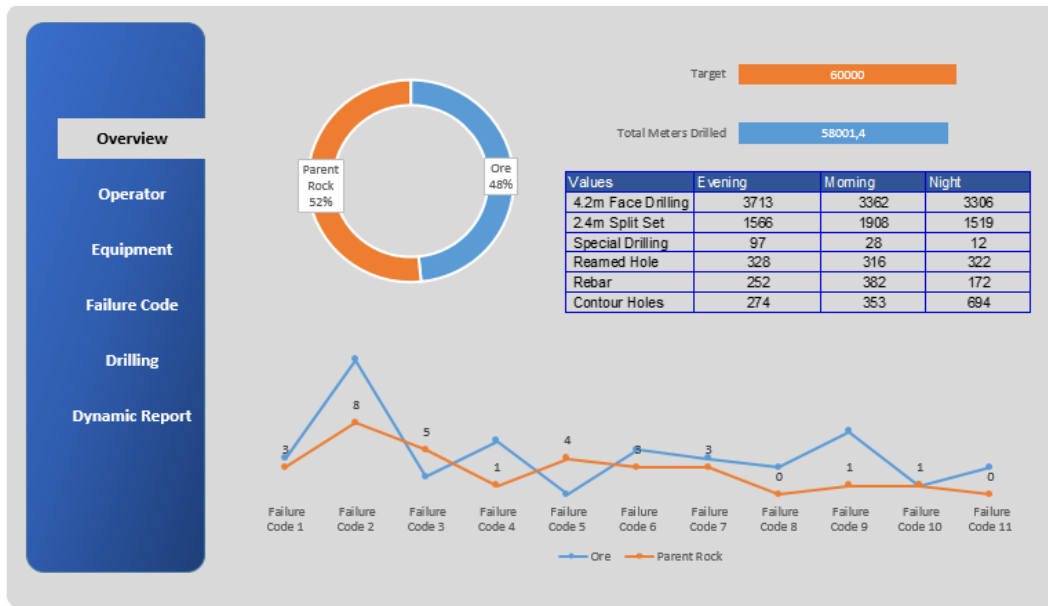 Overview
Operator
Equipment
Failure Code
Drilling
Dynamic Report
Parent
Rock
52%
Ore
48%
Target
60000
Total Meters Drilled
58001,4
Values Evening Morning Night
4.2m Face Drilling 3713 3362 3306
2.4m Split Set 1566 1908 1519
Special Drilling 97 28 12
Reamed Hole 328 316 322
Rebar 252 382 172
Contour Holes 274 353 694
3 8 5 1 4 3 3 0 1 1 0
Failure Failure Failure Failure Failure Failure Failure Failure Failure Failure Failure
Code 1 Code 2 Code 3 Code 4 Code 5 Code 6 Code 7 Code 8 Code 9 Code 10 Code 11
Ore Parent Rock